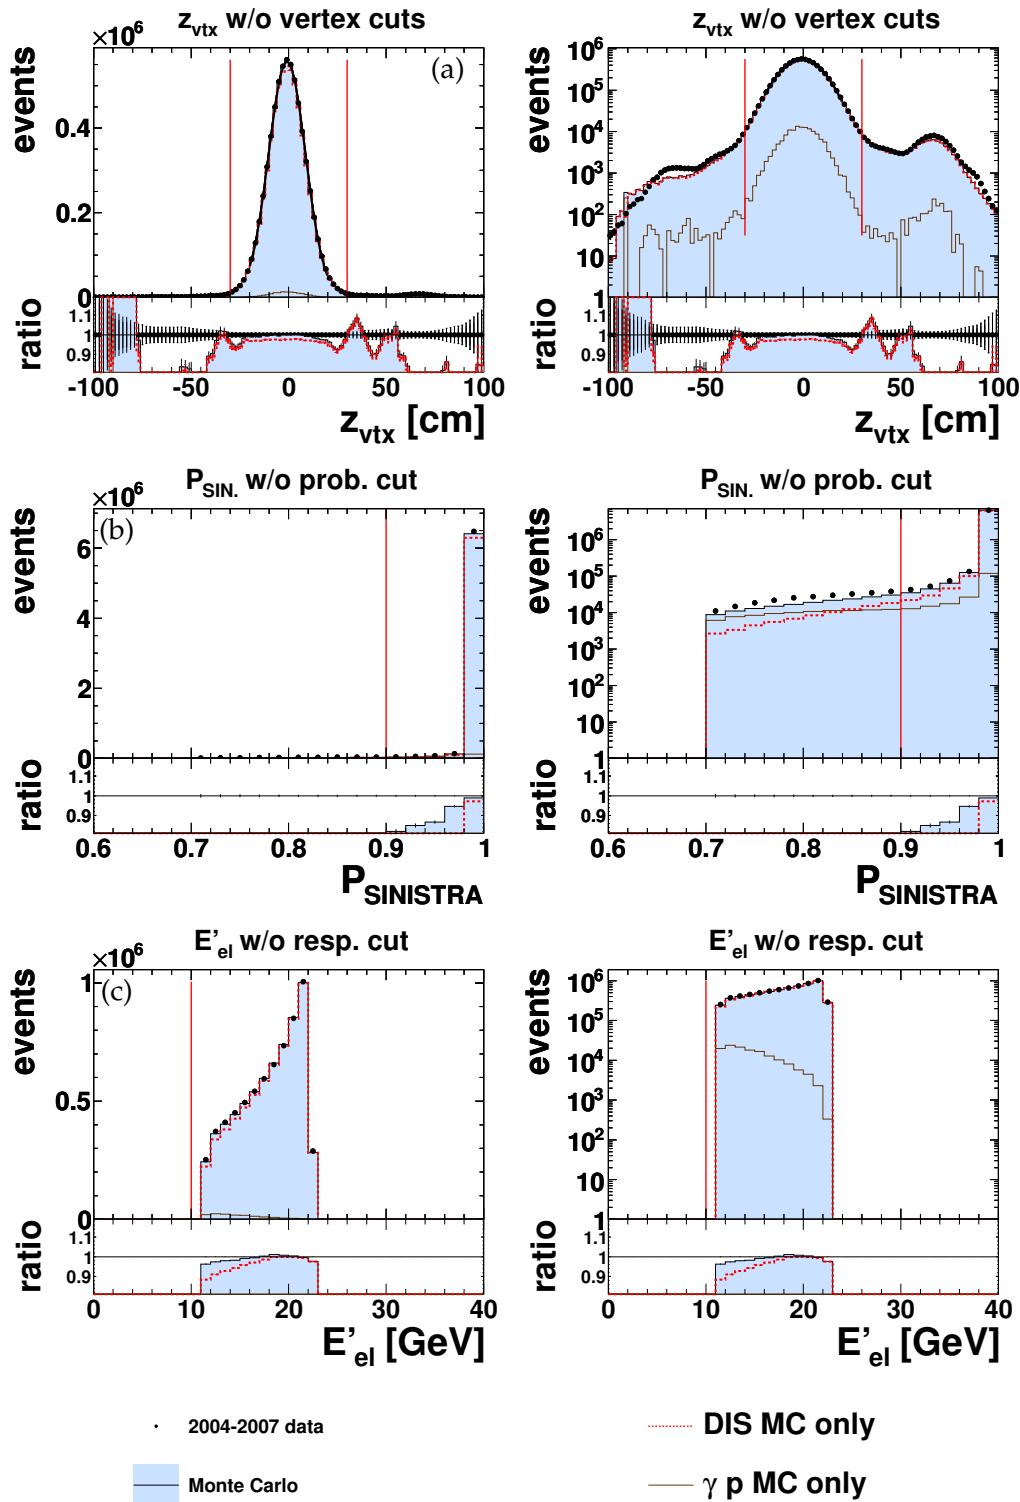 z_vtx w/o vertex cuts
z_vtx w/o vertex cuts
×10^6
(a)
events
0.4
0.2
0
ratio
1.1
1
0.9
-100 -50 0 50 100
z_vtx [cm]
events
10^6
10^5
10^4
10^3
10^2
10
1
ratio
1.1
1
0.9
-100 -50 0 50 100
z_vtx [cm]
P_SIN. w/o prob. cut
P_SIN. w/o prob. cut
×10^6
(b)
events
6
4
2
0
ratio
1.1
1
0.9
0.6 0.7 0.8 0.9 1
P_SINISTRA
events
10^5
10^4
10^3
10^2
10
1
ratio
1.1
1
0.9
0.6 0.7 0.8 0.9 1
P_SINISTRA
E'_el w/o resp. cut
E'_el w/o resp. cut
×10^6
(c)
events
1
0.5
0
ratio
1.1
1
0.9
0 10 20 30 40
E'_el [GeV]
events
10^6
10^5
10^4
10^3
10^2
10
1
ratio
1.1
1
0.9
0 10 20 30 40
E'_el [GeV]
2004-2007 data
DIS MC only
Monte Carlo
γ p MC only